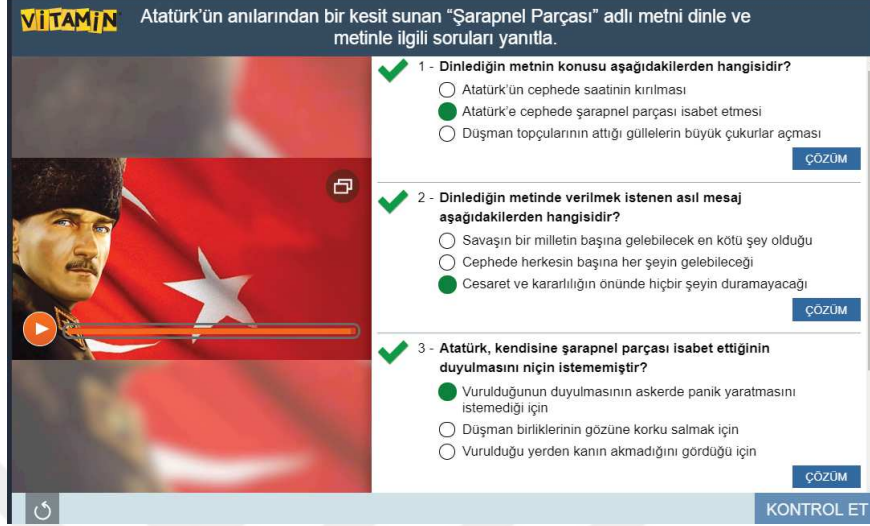 VİTAMİN
Atatürk'ün anılarından bir kesit sunan “Şarapnel Parçası” adlı metni dinle ve
metinle ilgili soruları yanıtla.
1 - Dinlediğin metnin konusu aşağıdakilerden hangisidir?
Atatürk'ün cephede saatinin kırılması
Atatürk'e cephede şarapnel parçası isabet etmesi
Düşman topçularının attığı güllelerin büyük çukurlar açması
ÇÖZÜM
2 - Dinlediğin metinde verilmek istenen asıl mesaj
aşağıdakilerden hangisidir?
Savaşın bir milletin başına gelebilecek en kötü şey olduğu
Cephede herkesin başına her şeyin gelebileceği
Cesaret ve kararlılığın önünde hiçbir şeyin duramayacağı
ÇÖZÜM
3 - Atatürk, kendisine şarapnel parçası isabet ettiğinin
duyulmasını niçin istememiştir?
Vurulduğunun duyulmasının askerde panik yaratmasını
istemediği için
Düşman birliklerinin gözüne korku salmak için
Vurulduğu yerden kanın akmadığını gördüğü için
ÇÖZÜM
KONTROL ET